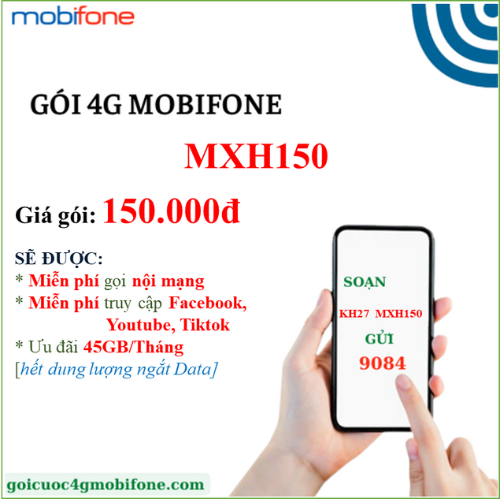 mobifone
GÓI 4G MOBIFONE
MXH150
Giá gói: 150.000đ
SẼ ĐƯỢC:
* Miễn phí gọi nội mạng
* Miễn phí truy cập Facebook,
Youtube, Tiktok
* Ưu đãi 45GB/Tháng
[hết dung lượng ngắt Data]
SOẠN
KH27 MXH150
GỬI
9084
goicuoc4gmobifone.com